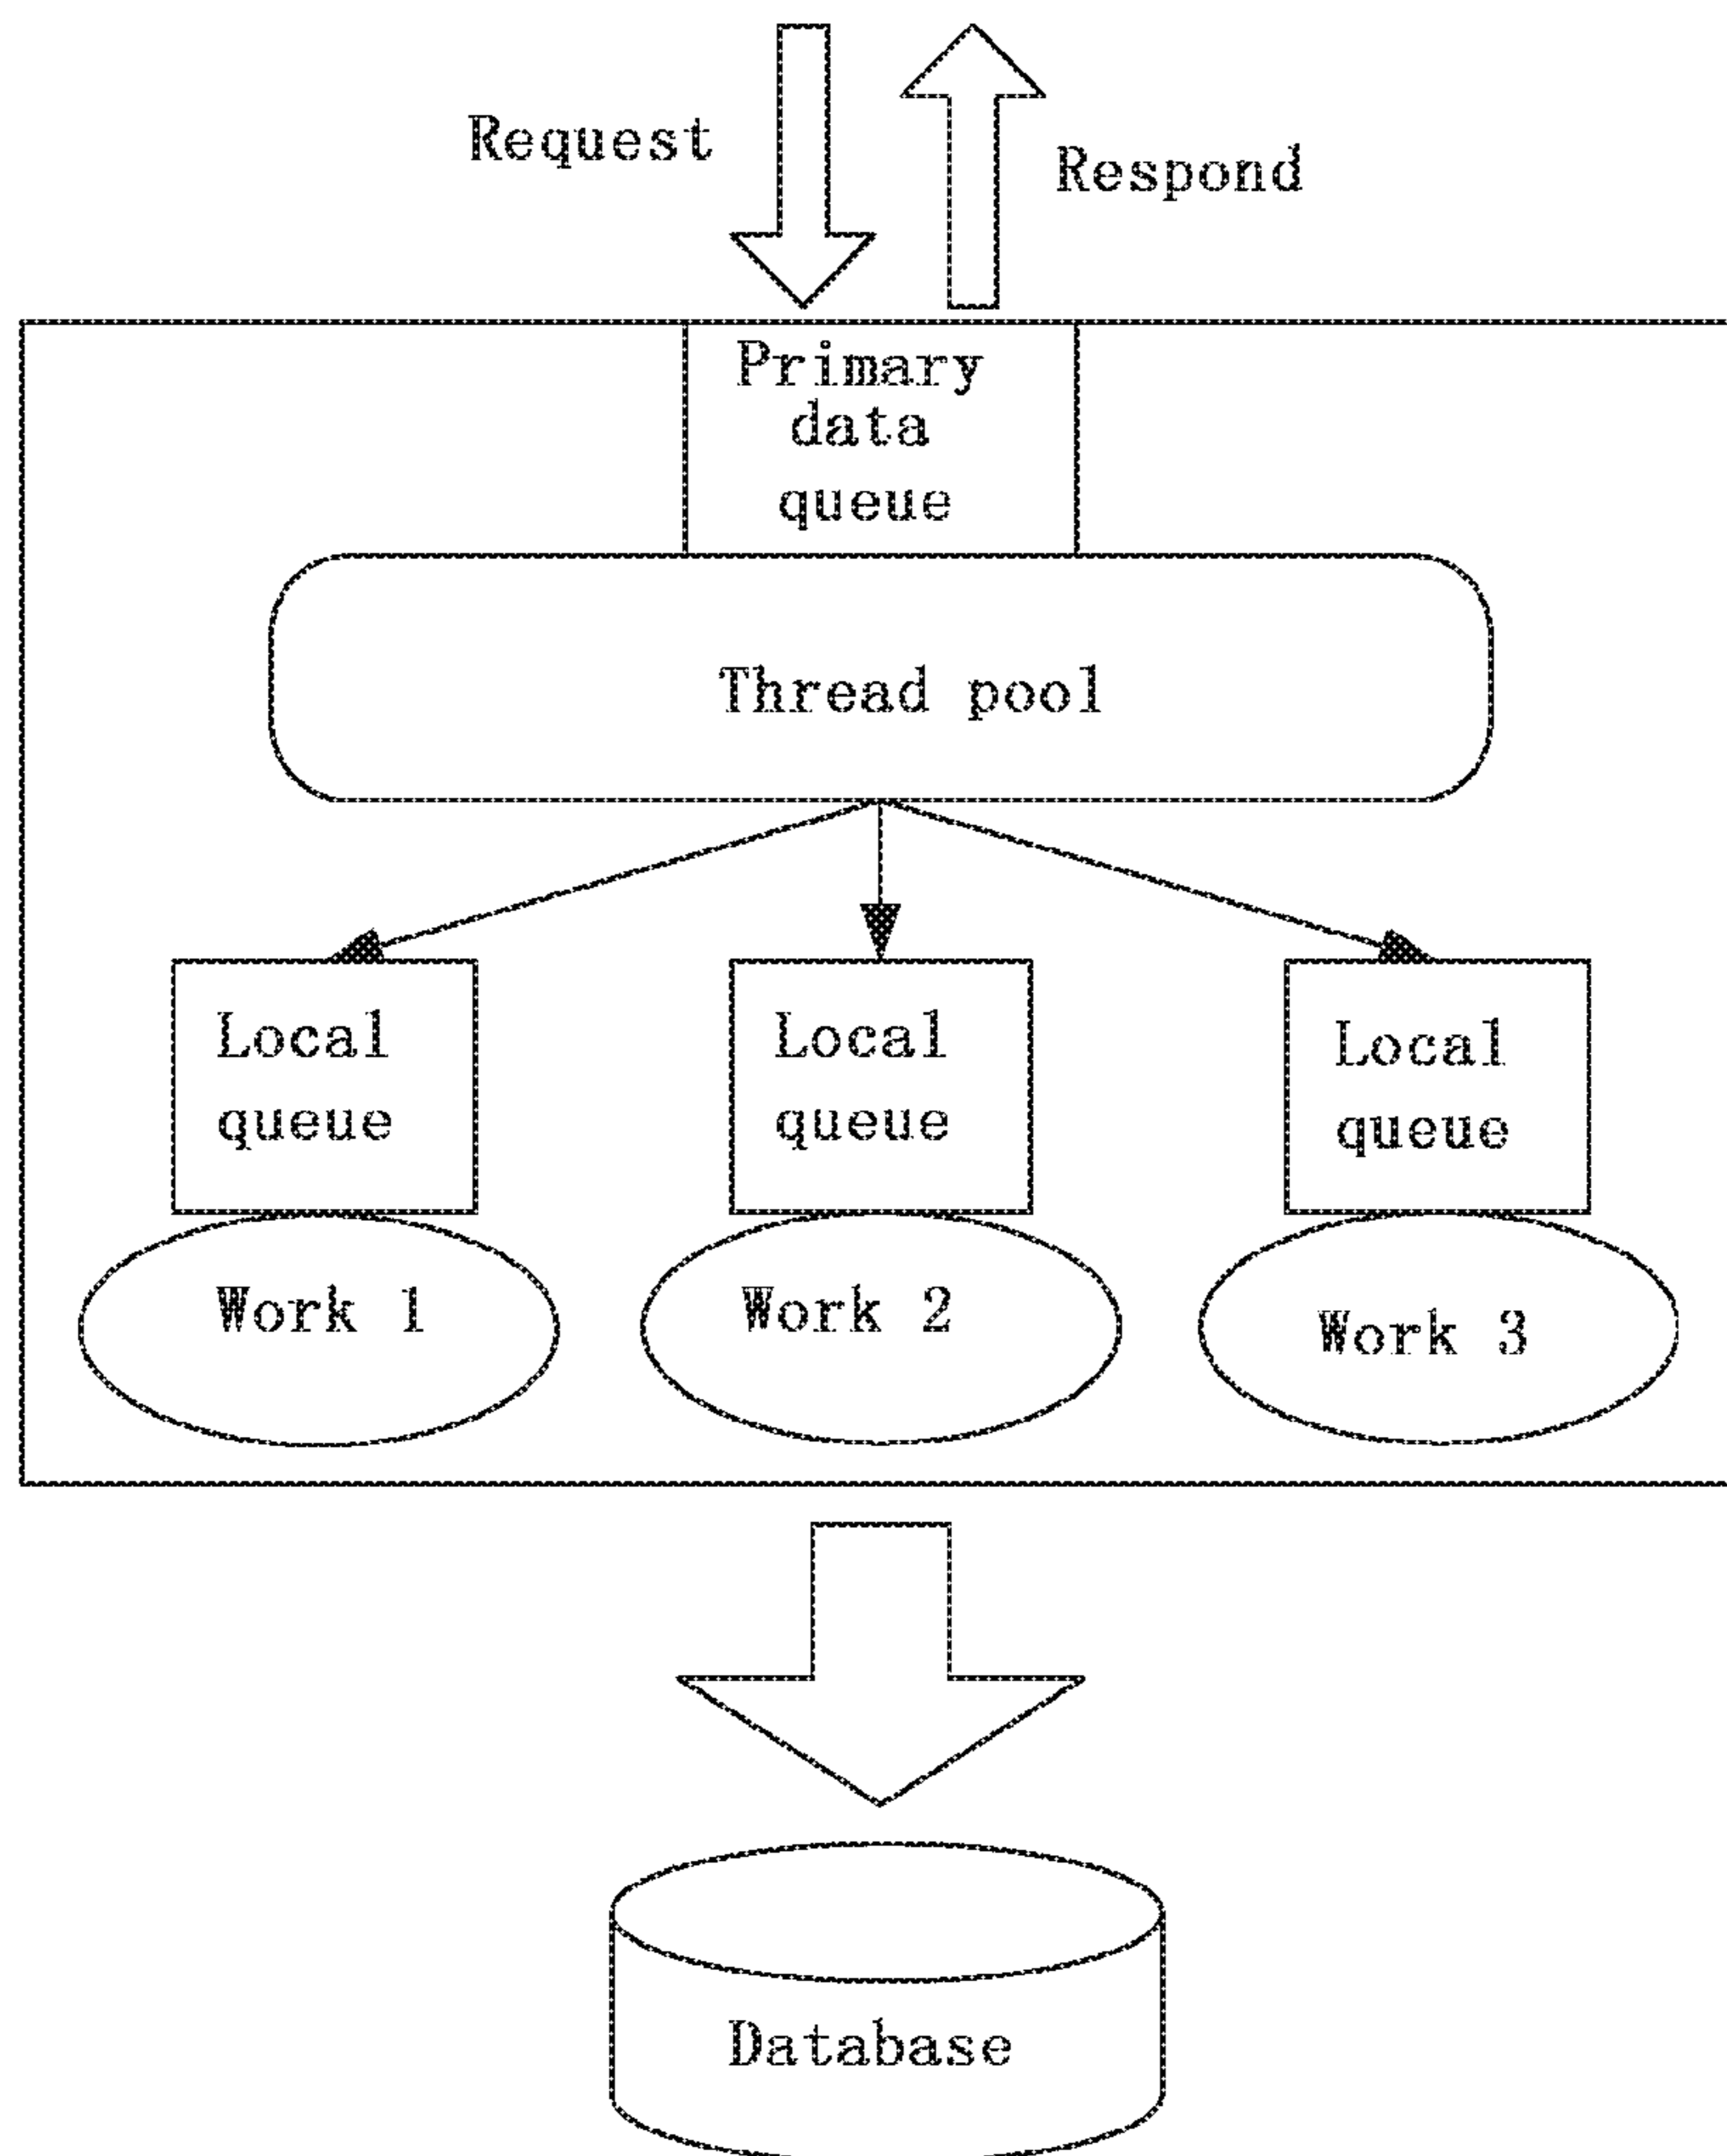 Request
Respond
Primary
data
queue
Thread pool
Local
queue
Local
queue
Local
queue
Work 1
Work 2
Work 3
Database